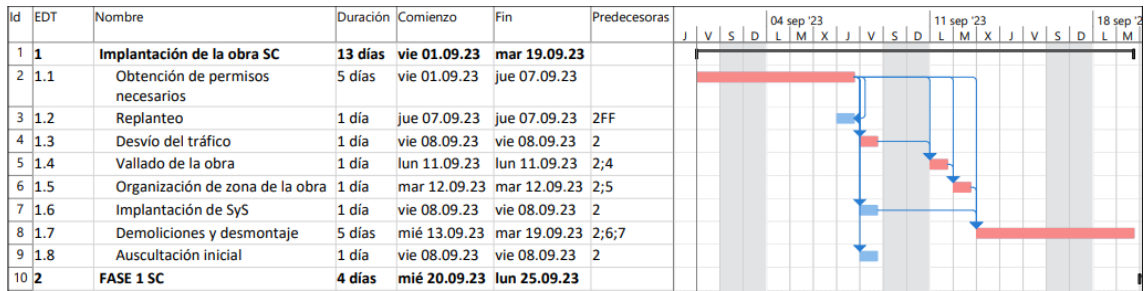 Id EDT Nombre Duración Comienzo Fin Predecesoras 04 sep '23 11 sep '23 18 sep '2
J V S D L M X J V S D L M X J V S D L M
1 1 Implantación de la obra SC 13 días vie 01.09.23 mar 19.09.23
2 1.1 Obtención de permisos 5 días vie 01.09.23 jue 07.09.23
necesarios
3 1.2 Replanteo 1 día jue 07.09.23 jue 07.09.23 2FF
4 1.3 Desvío del tráfico 1 día vie 08.09.23 vie 08.09.23 2
5 1.4 Vallado de la obra 1 día lun 11.09.23 lun 11.09.23 2;4
6 1.5 Organización de zona de la obra 1 día mar 12.09.23 mar 12.09.23 2;5
7 1.6 Implantación de SyS 1 día vie 08.09.23 vie 08.09.23 2
8 1.7 Demoliciones y desmontaje 5 días mié 13.09.23 mar 19.09.23 2;6;7
9 1.8 Auscultación inicial 1 día vie 08.09.23 vie 08.09.23 2
10 2 FASE 1 SC 4 días mié 20.09.23 lun 25.09.23